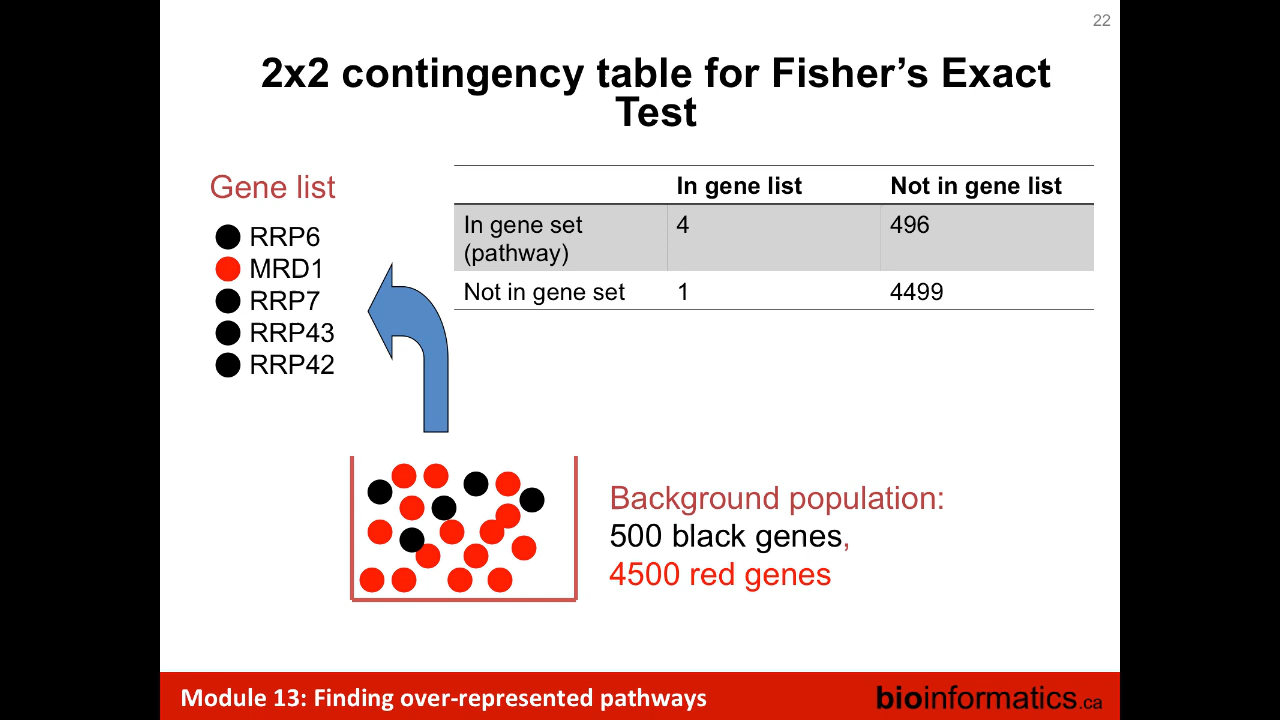 22
2x2 contingency table for Fisher’s Exact
Test
Gene list
RRP6
MRD1
RRP7
RRP43
RRP42
In gene list Not in gene list
In gene set 4 496
(pathway)
Not in gene set 1 4499
Background population:
500 black genes,
4500 red genes
Module 13: Finding over-represented pathways
bioinformatics.ca